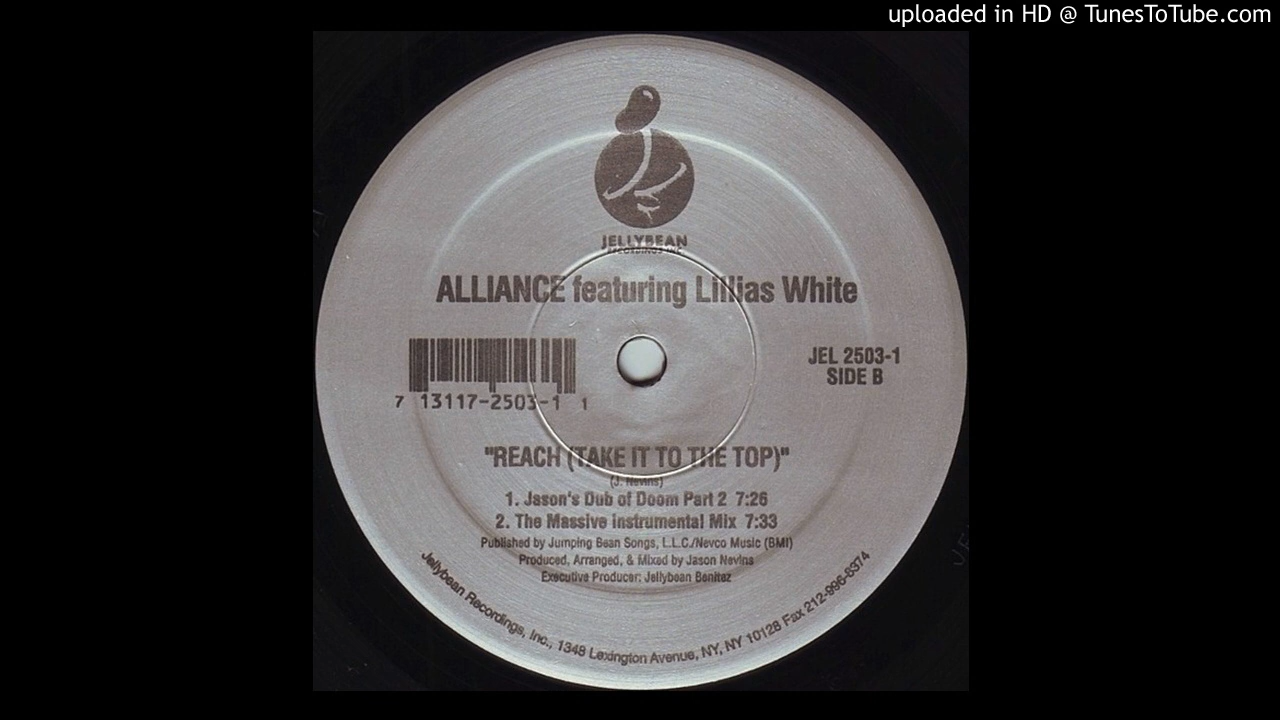 uploaded in HD @ TunesToTube.com
JELLYBEAN
RECORDINGS INC.
ALLIANCE featuring Lillias White
7 13117-2503-1 1
JEL 2503-1
SIDE B
"REACH (TAKE IT TO THE TOP)"
(J. Nevins)
1. Jason's Dub of Doom Part 2 7:26
2. The Massive Instrumental Mix 7:33
Published by Jumping Bean Songs, L.L.C./Nevco Music (BMI)
Produced, Arranged, & Mixed by Jason Nevins
Executive Producer: Jellybean Benitez
Jellybean Recordings, Inc., 1348 Lexington Avenue, NY, NY 10128 Fax 212-996-6374